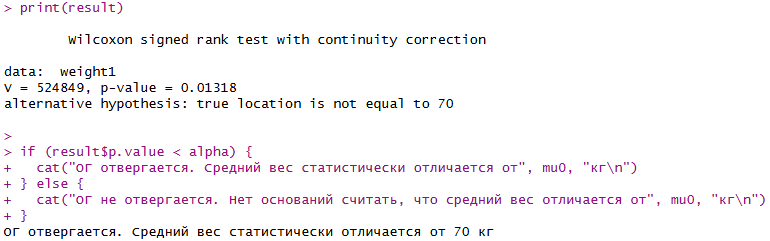 > print(result)
Wilcoxon signed rank test with continuity correction
data:  weight1
V = 524849, p-value = 0.01318
alternative hypothesis: true location is not equal to 70
>
> if (result$p.value < alpha) {
+   cat("ОГ отвергается. Средний вес статистически отличается от", mu0, "кг\n")
+ } else {
+   cat("ОГ не отвергается. Нет оснований считать, что средний вес отличается от", mu0, "кг\n")
+ }
ОГ отвергается. Средний вес статистически отличается от 70 кг